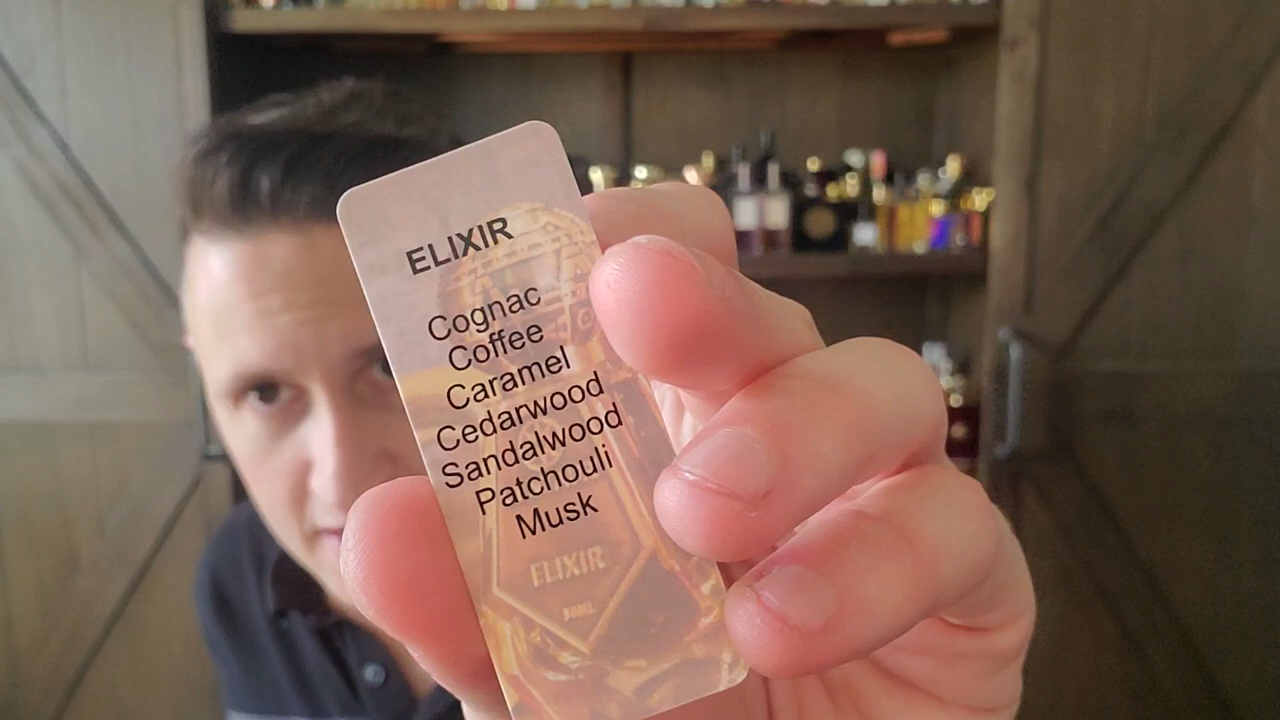 ELIXIR
Cognac
Coffee
Caramel
Cedarwood
Sandalwood
Patchouli
Musk
ELIXIR